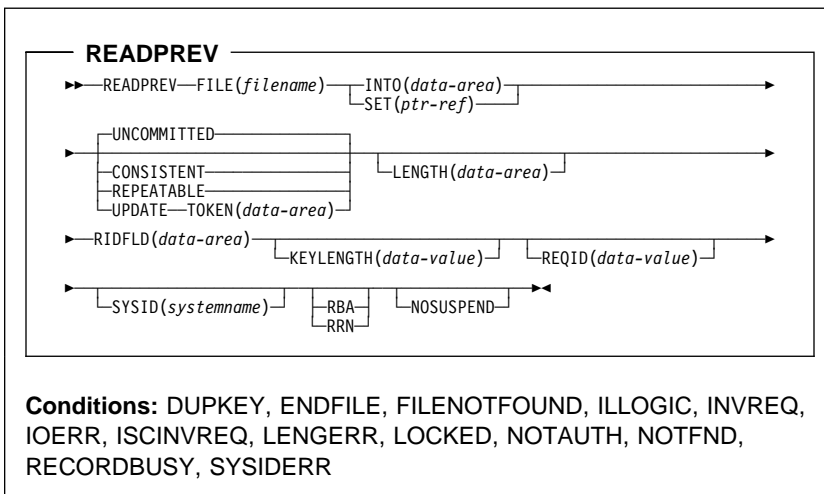 READPREV
READPREV FILE(filename) INTO(data-area)
SET(ptr-ref)
UNCOMMITTED
CONSISTENT LENGTH(data-area)
REPEATABLE
UPDATE TOKEN(data-area)
RIDFLD(data-area) KEYLENGTH(data-value) REQID(data-value)
SYSID(systemname) RBA NOSUSPEND
RRN
Conditions: DUPKEY, ENDFILE, FILENOTFOUND, ILLOGIC, INVREQ,
IOERR, ISCINVREQ, LENGERR, LOCKED, NOTAUTH, NOTFND,
RECORDBUSY, SYSIDERR